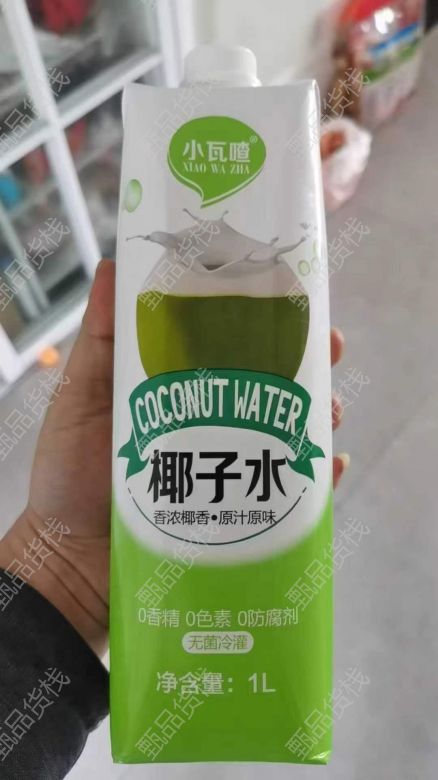 小瓦喳®
XIAO WA ZHA
COCONUT WATER
椰子水
香浓椰香•原汁原味
0香精 0色素 0防腐剂
无菌冷灌
净含量：1L
甄品货栈